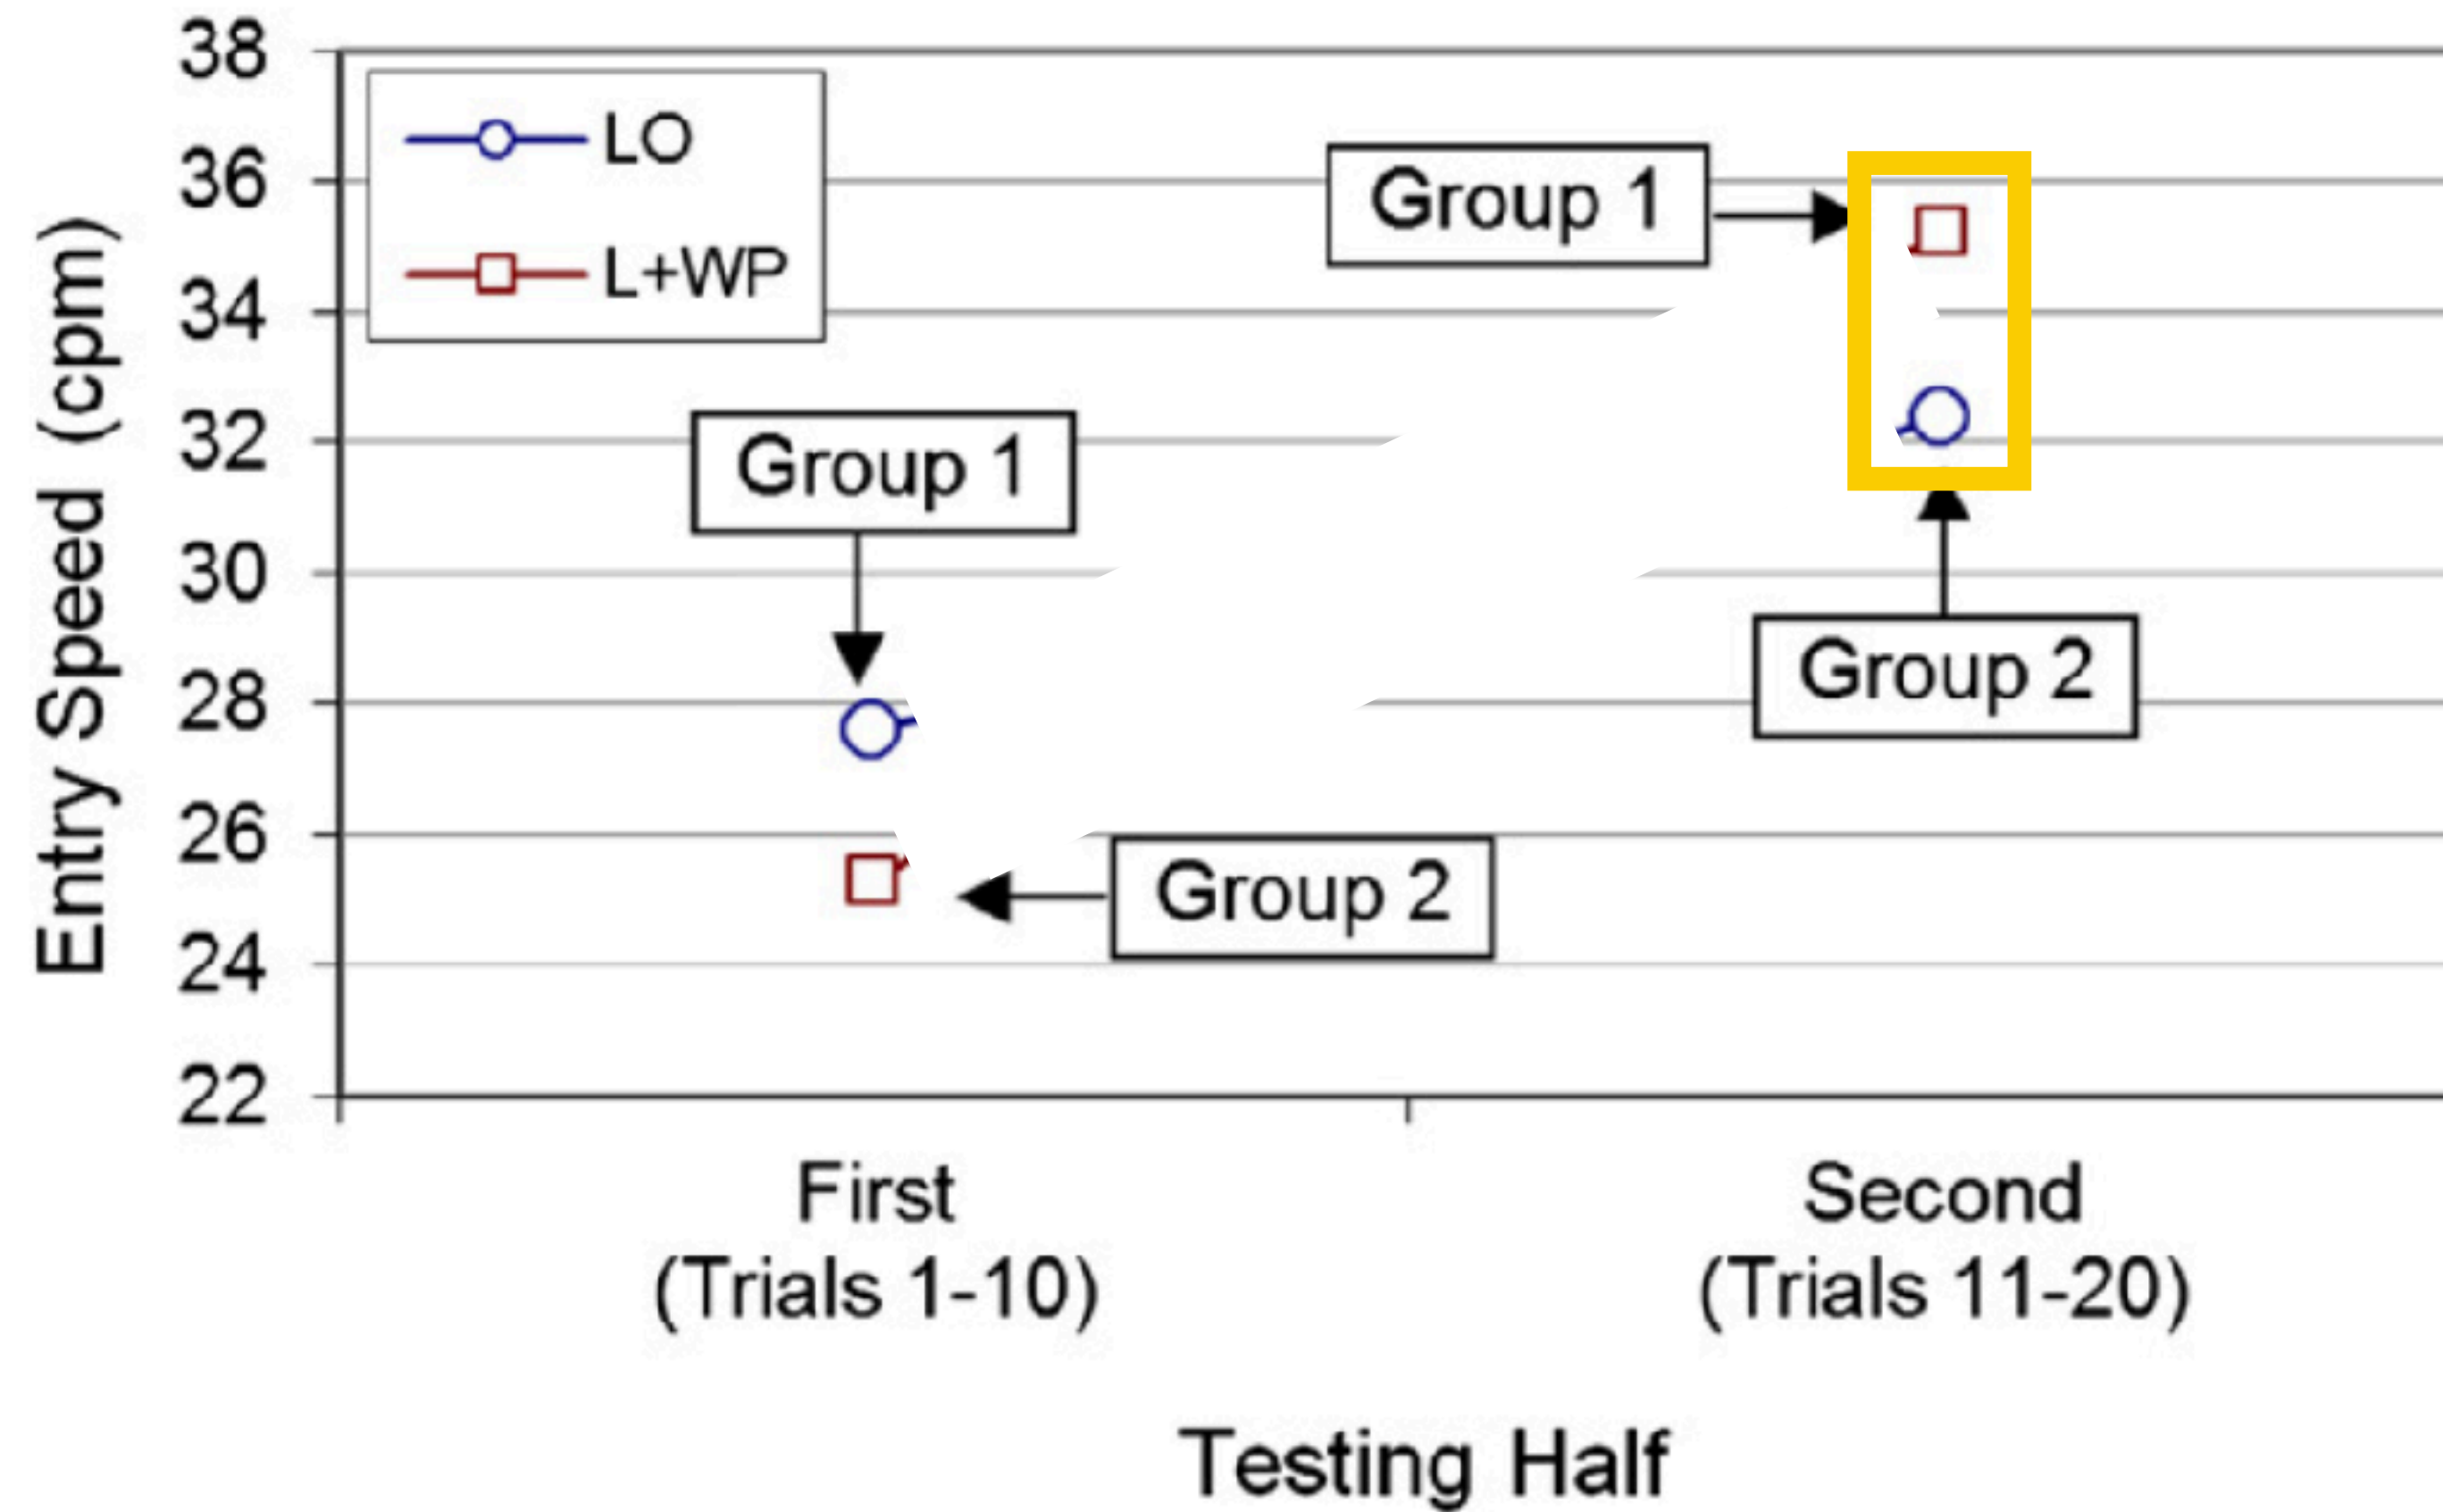 38
36
34
32
30
28
26
24
22
Entry Speed (cpm)
LO
L+WP
Group 1
Group 1
Group 2
Group 2
First
(Trials 1-10)
Second
(Trials 11-20)
Testing Half